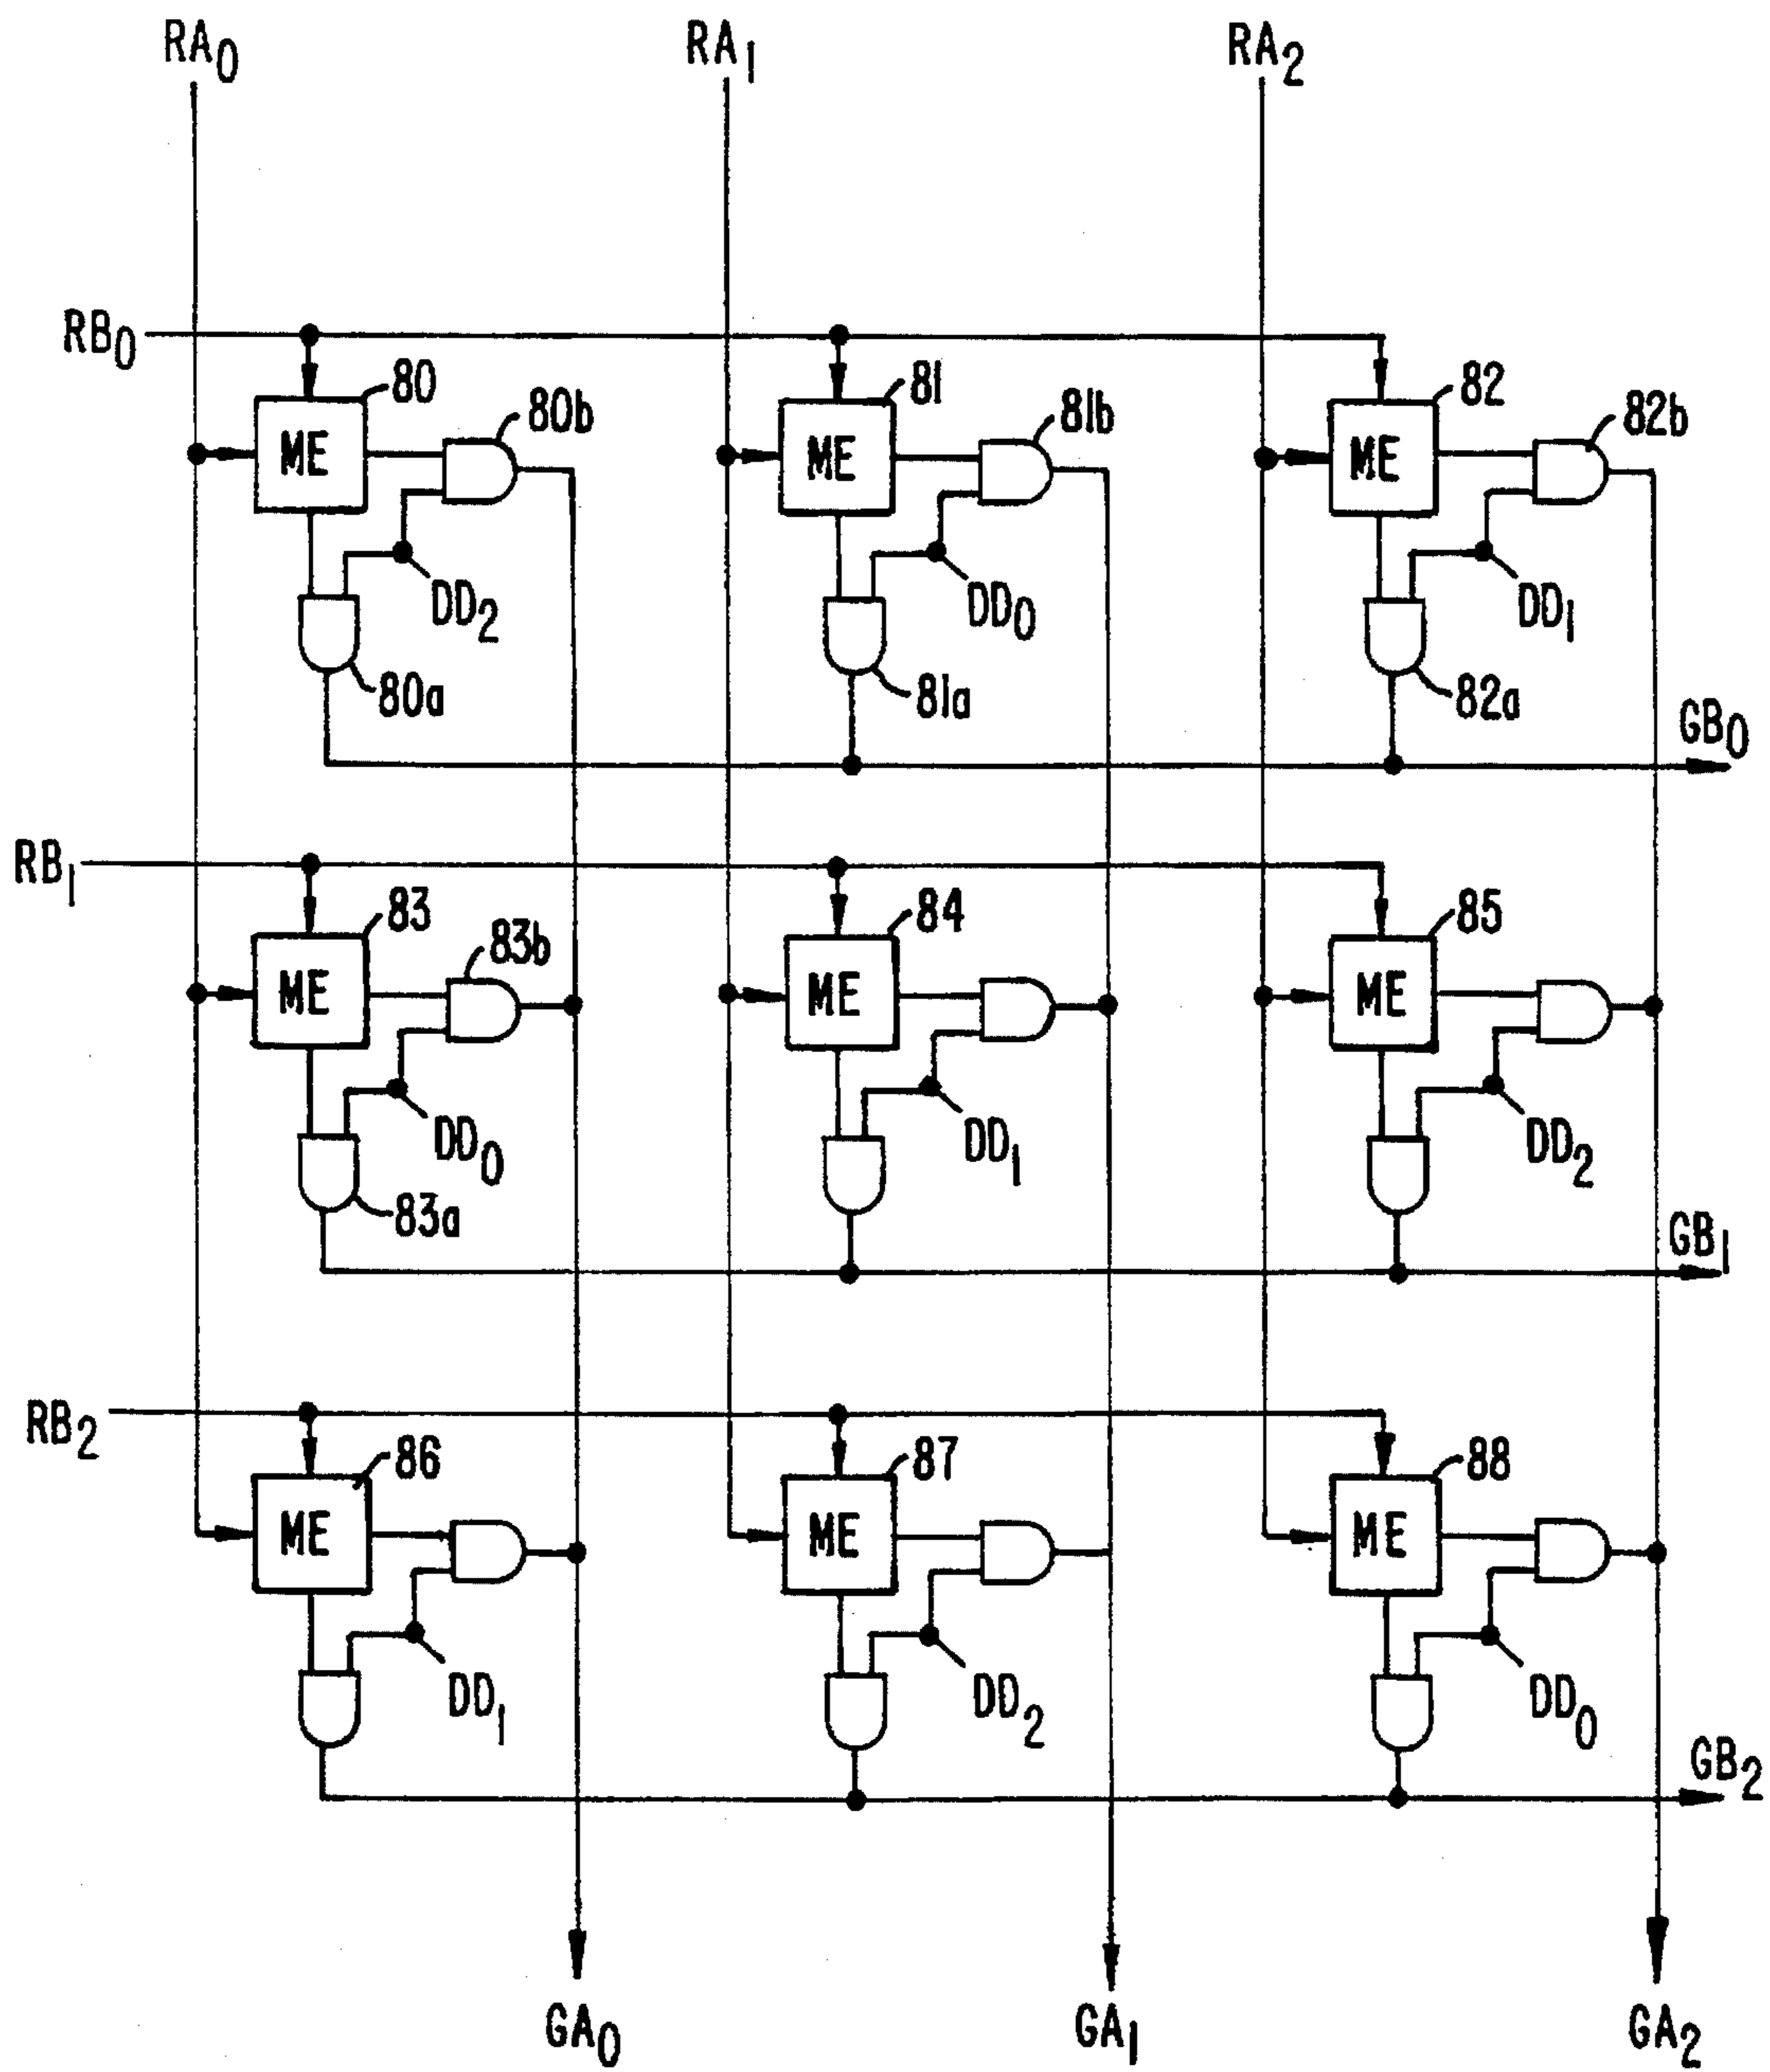 RA0 RA1 RA2
RB0
80 81 82
80b 81b 82b
ME ME ME
DD2 DD0 DD1
80a 81a 82a
GB0
RB1
83 84 85
83b
ME ME ME
DD0 DD1 DD2
83a
GB1
RB2
86 87 88
ME ME ME
DD1 DD2 DD0
GB2
GA0 GA1 GA2